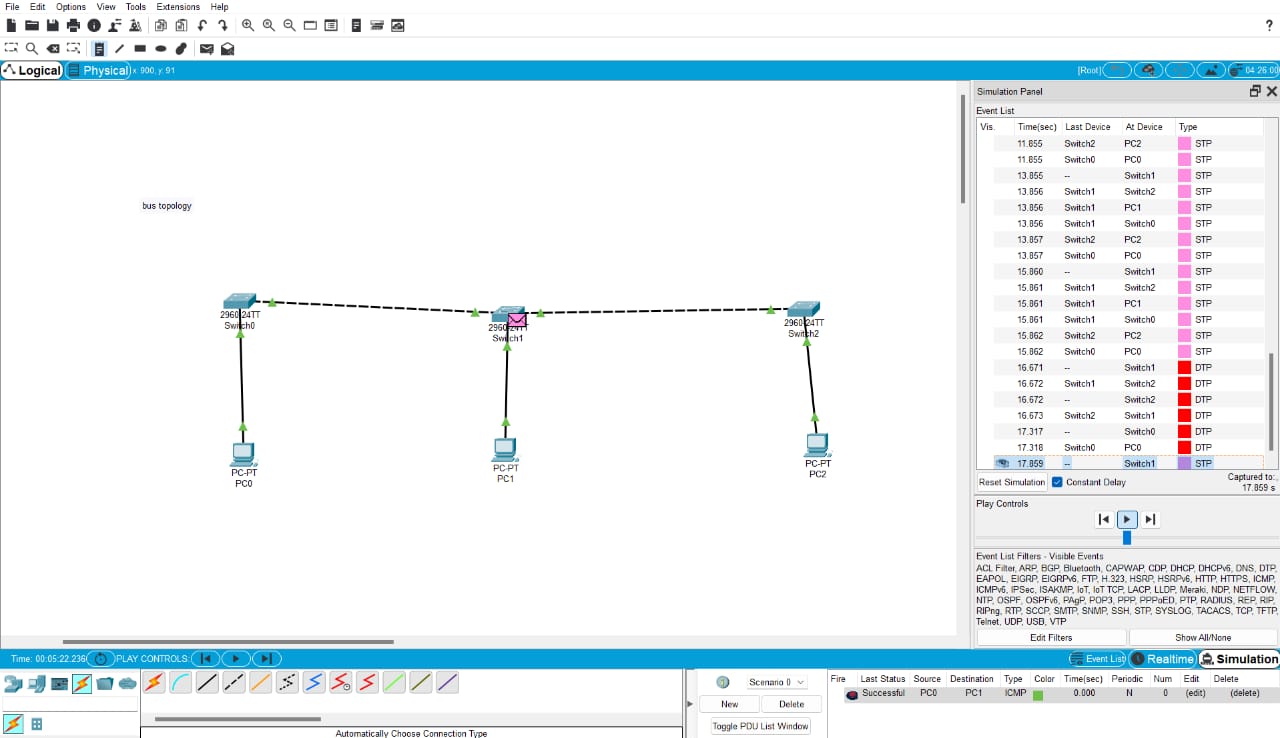 File Edit Options View Tools Extensions Help
?
Logical Physical x: 900, y: 91 [Root] 04:26:00
Simulation Panel
Event List
Vis. Time(sec) Last Device At Device Type
11.855 Switch2 PC2 STP
11.855 Switch0 PC0 STP
13.855 -- Switch1 STP
13.856 Switch1 Switch2 STP
13.856 Switch1 PC1 STP
13.856 Switch1 Switch0 STP
13.857 Switch2 PC2 STP
13.857 Switch0 PC0 STP
15.860 -- Switch1 STP
15.861 Switch1 Switch2 STP
15.861 Switch1 PC1 STP
15.861 Switch1 Switch0 STP
15.862 Switch2 PC2 STP
15.862 Switch0 PC0 STP
16.671 -- Switch1 DTP
16.672 Switch1 Switch2 DTP
16.672 -- Switch2 DTP
16.673 Switch2 Switch1 DTP
17.317 -- Switch0 DTP
17.318 Switch0 PC0 DTP
17.859 -- Switch1 STP
Reset Simulation Constant Delay Captured to:
17.859 s
Play Controls
Event List Filters - Visible Events
ACL Filter, ARP, BGP, Bluetooth, CAPWAP, CDP, DHCP, DHCPv6, DNS, DTP,
EAPOL, EIGRP, EIGRPv6, FTP, H.323, HSRP, HSRPv6, HTTP, HTTPS, ICMP,
ICMPv6, IPSec, ISAKMP, IoT, IoT TCP, LACP, LLDP, Meraki, NDP, NETFLOW,
NTP, OSPF, OSPFv6, PAgP, POP3, PPP, PPPoED, PTP, RADIUS, REP, RIP,
RIPng, RTP, SCCP, SMTP, SNMP, SSH, STP, SYSLOG, TACACS, TCP, TFTP,
Telnet, UDP, USB, VTP
Edit Filters Show All/None
bus topology
2960-24TT
Switch0
2960-24TT
Switch1
2960-24TT
Switch2
PC-PT
PC0
PC-PT
PC1
PC-PT
PC2
Time: 00:05:22.236 PLAY CONTROLS: Event List Realtime Simulation
Scenario 0
New Delete
Toggle PDU List Window
Fire Last Status Source Destination Type Color Time(sec) Periodic Num Edit Delete
Successful PC0 PC1 ICMP 0.000 N 0 (edit) (delete)
Automatically Choose Connection Type